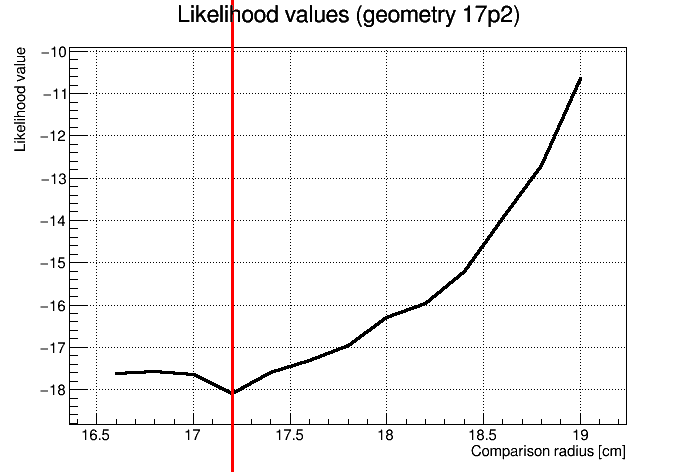 Likelihood values (geometry 17p2)
Likelihood value
−10
−11
−12
−13
−14
−15
−16
−17
−18
16.5 17 17.5 18 18.5 19
Comparison radius [cm]